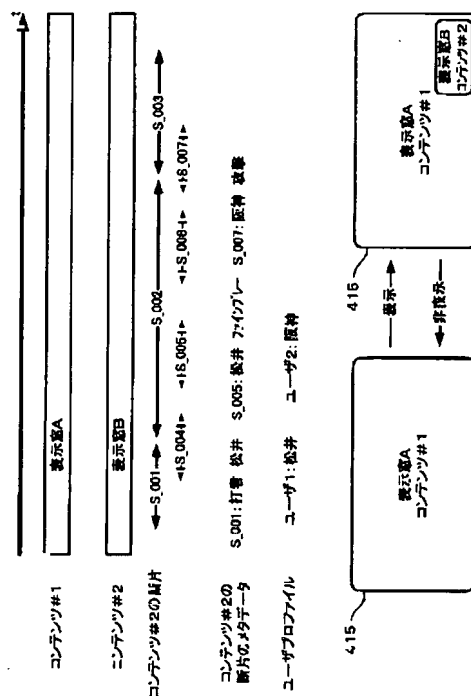 t
コンテンツ#1
表示窓A
コンテンツ#2
表示窓B
コンテンツ#2の断片
S_001
S_002
S_003
S_004
S_005
S_008
S_007
コンテンツ#2の
断片のメタデータ
S_001: 打者 松井 S_005: 松井 ファインプレー S_007: 阪神 攻撃
ユーザプロファイル
ユーザ1: 松井 ユーザ2: 阪神
415
表示窓A
コンテンツ#1
表示
非表示
416
表示窓A
コンテンツ#1
表示窓B
コンテンツ#2